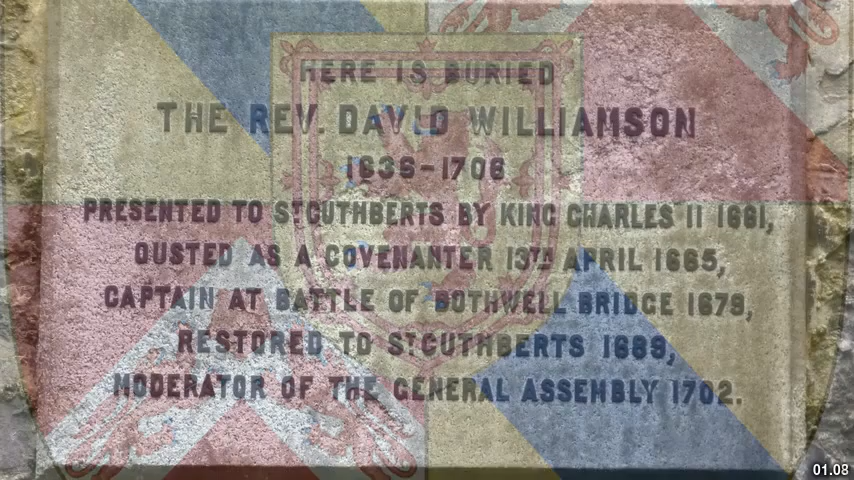 HERE IS BURIED
THE REV. DAVID WILLIAMSON
1636-1706
PRESENTED TO ST CUTHBERTS BY KING CHARLES II 1661,
OUSTED AS A COVENANTER 13TH APRIL 1665,
CAPTAIN AT BATTLE OF BOTHWELL BRIDGE 1679,
RESTORED TO ST CUTHBERTS 1689,
MODERATOR OF THE GENERAL ASSEMBLY 1702.
01.08